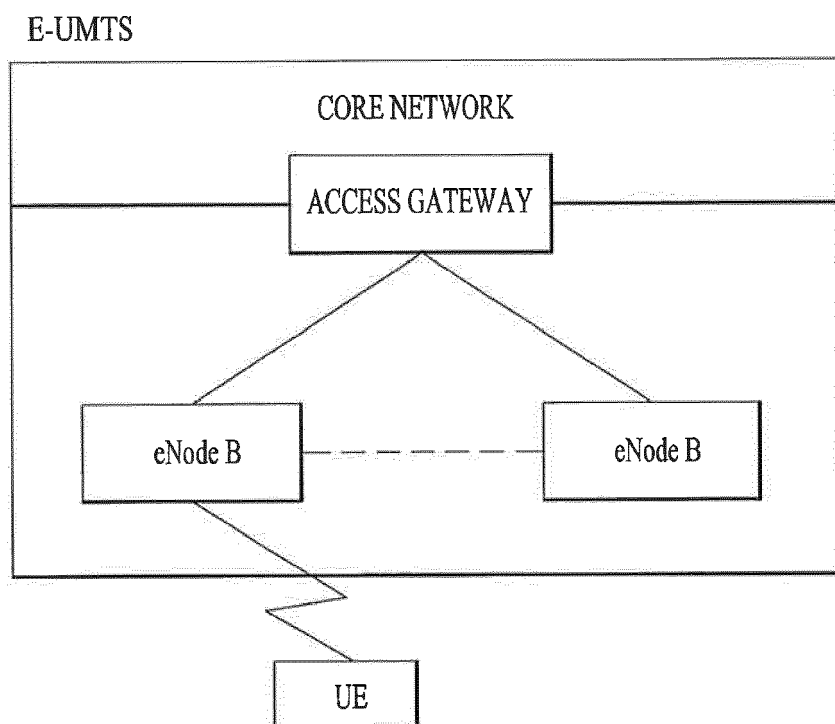 E-UMTS
CORE NETWORK
ACCESS GATEWAY
eNode B
eNode B
UE